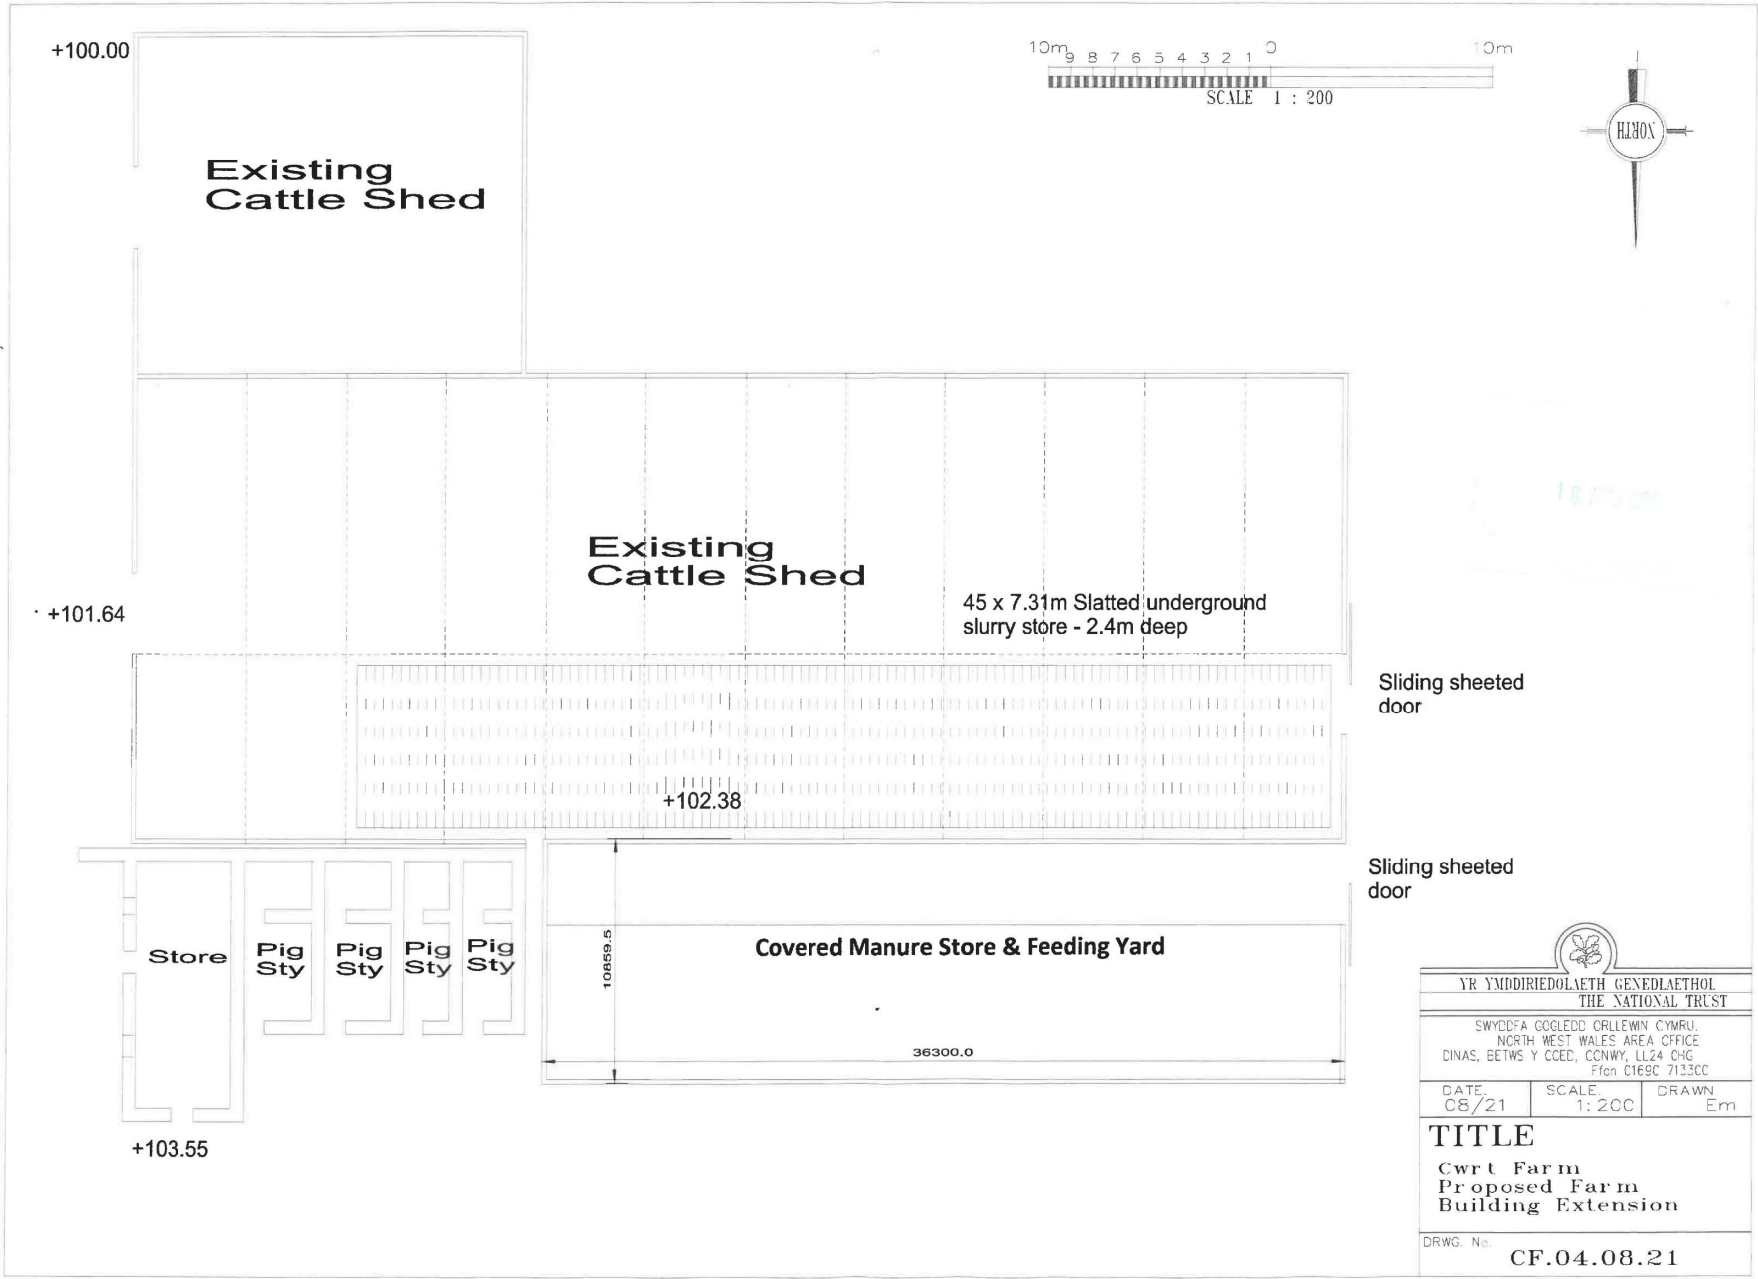 +100.00
10m 9 8 7 6 5 4 3 2 1 0 10m
SCALE 1 : 200
NORTH
Existing
Cattle Shed
Existing
Cattle Shed
45 x 7.31m Slatted underground
slurry store - 2.4m deep
+101.64
Sliding sheeted
door
+102.38
Sliding sheeted
door
Store
Pig
Sty
Pig
Sty
Pig
Sty
Pig
Sty
10859.5
Covered Manure Store & Feeding Yard
36300.0
+103.55
YR YMDDIRIEDOLAETH GENEDLAETHOL
THE NATIONAL TRUST
SWYDDFA GOGLEDD ORLLEWIN CYMRU.
NORTH WEST WALES AREA OFFICE
DINAS, BETWS Y COED, CONWY, LL24 0HG
Ffon 01690 713300
DATE. SCALE. DRAWN
08/21 1:200 Em
TITLE
Cwrt Farm
Proposed Farm
Building Extension
DRWG. No.
CF.04.08.21